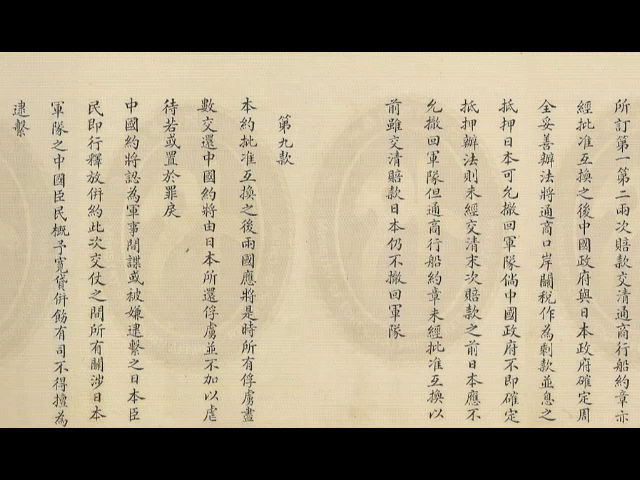 所訂第一第二兩次賠款交清通商行船約章亦
經批准互換之後中國政府與日本政府確定周
全妥善辦法將通商口岸關稅作為剩款並息之
抵押日本可允撤回軍隊倘中國政府不即確定
抵押辦法則未經交清末次賠款之前日本應不
允撤回軍隊但通商行船約章未經批准互換以
前雖交清賠款日本仍不撤回軍隊
第九款
本約批准互換之後兩國應將是時所有俘虜盡
數交還中國約將由日本所還俘虜並不加以虐
待若或置於罪戾
中國約將認為軍事間諜或被嫌逮繫之日本臣
民即行釋放併約此次交仗之間所有關涉日本
軍隊之中國臣民概予寬貸併飭有司不得擅為
逮繫